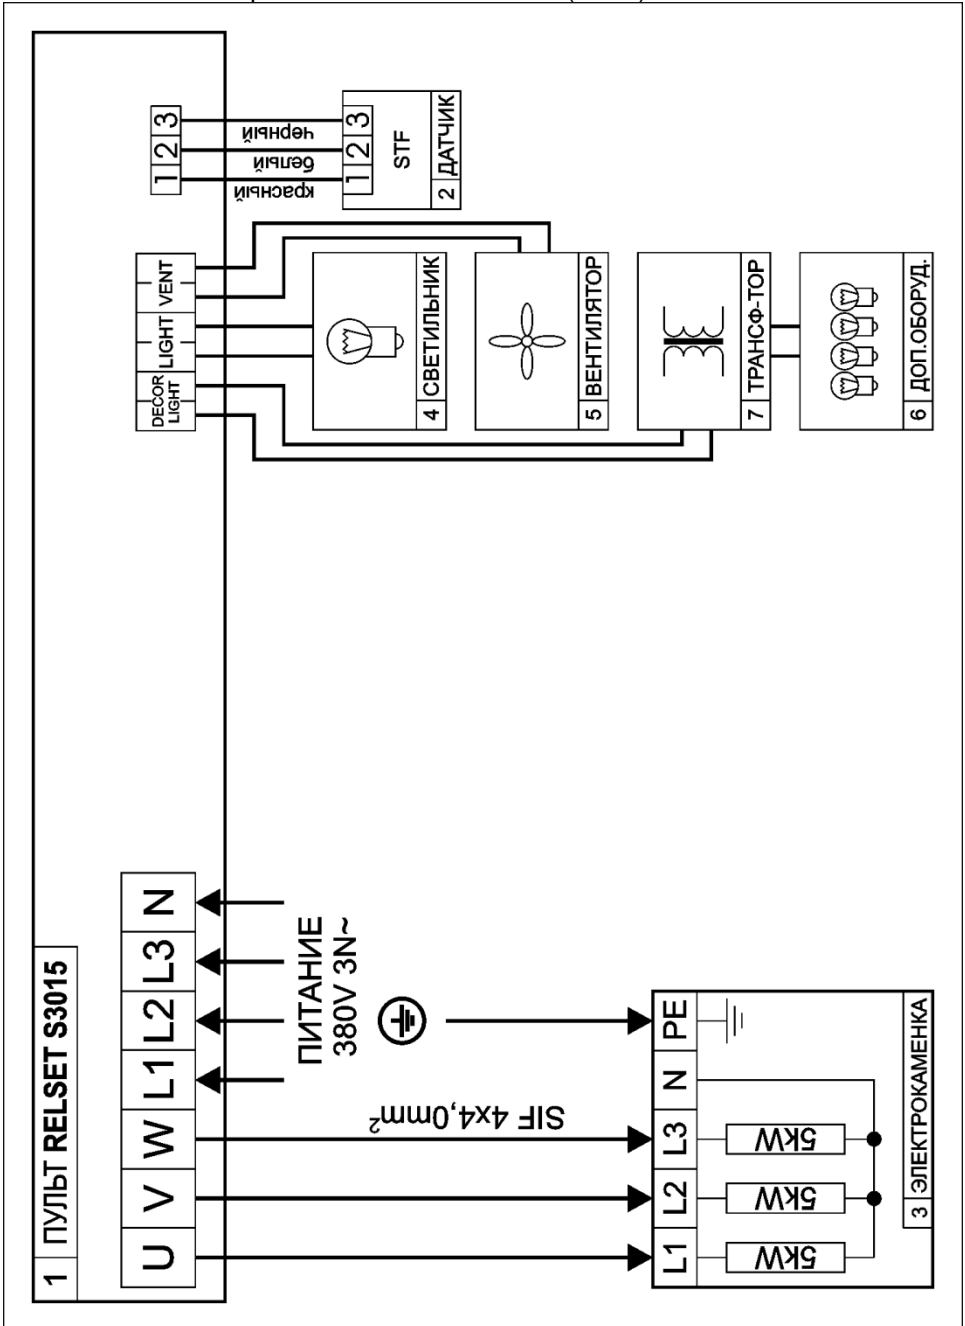 1 ПУЛЬТ RELSET S3015
U V W L1 L2 L3 N
DECOR LIGHT
LIGHT
VENT
1 2 3
ПИТАНИЕ
380V 3N~
SIF 4x4,0mm²
красный
белый
черный
1 2 3
STF
2 ДАТЧИК
4 СВЕТИЛЬНИК
5 ВЕНТИЛЯТОР
7 ТРАНСФ-ТОР
6 ДОП.ОБОРУД.
L1 L2 L3 N PE
5kW
5kW
5kW
3 ЭЛЕКТРОКАМЕНКА